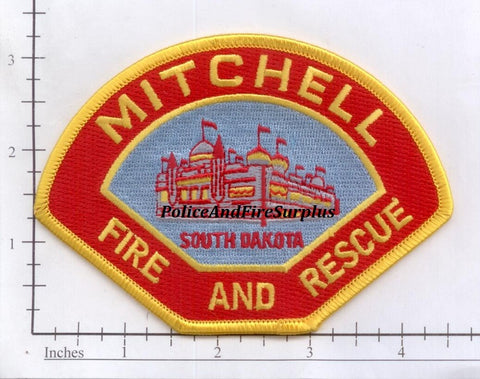 MITCHELL
PoliceAndFireSurplus
SOUTH DAKOTA
FIRE AND RESCUE
3
2
1
Inches 1 2 3 4